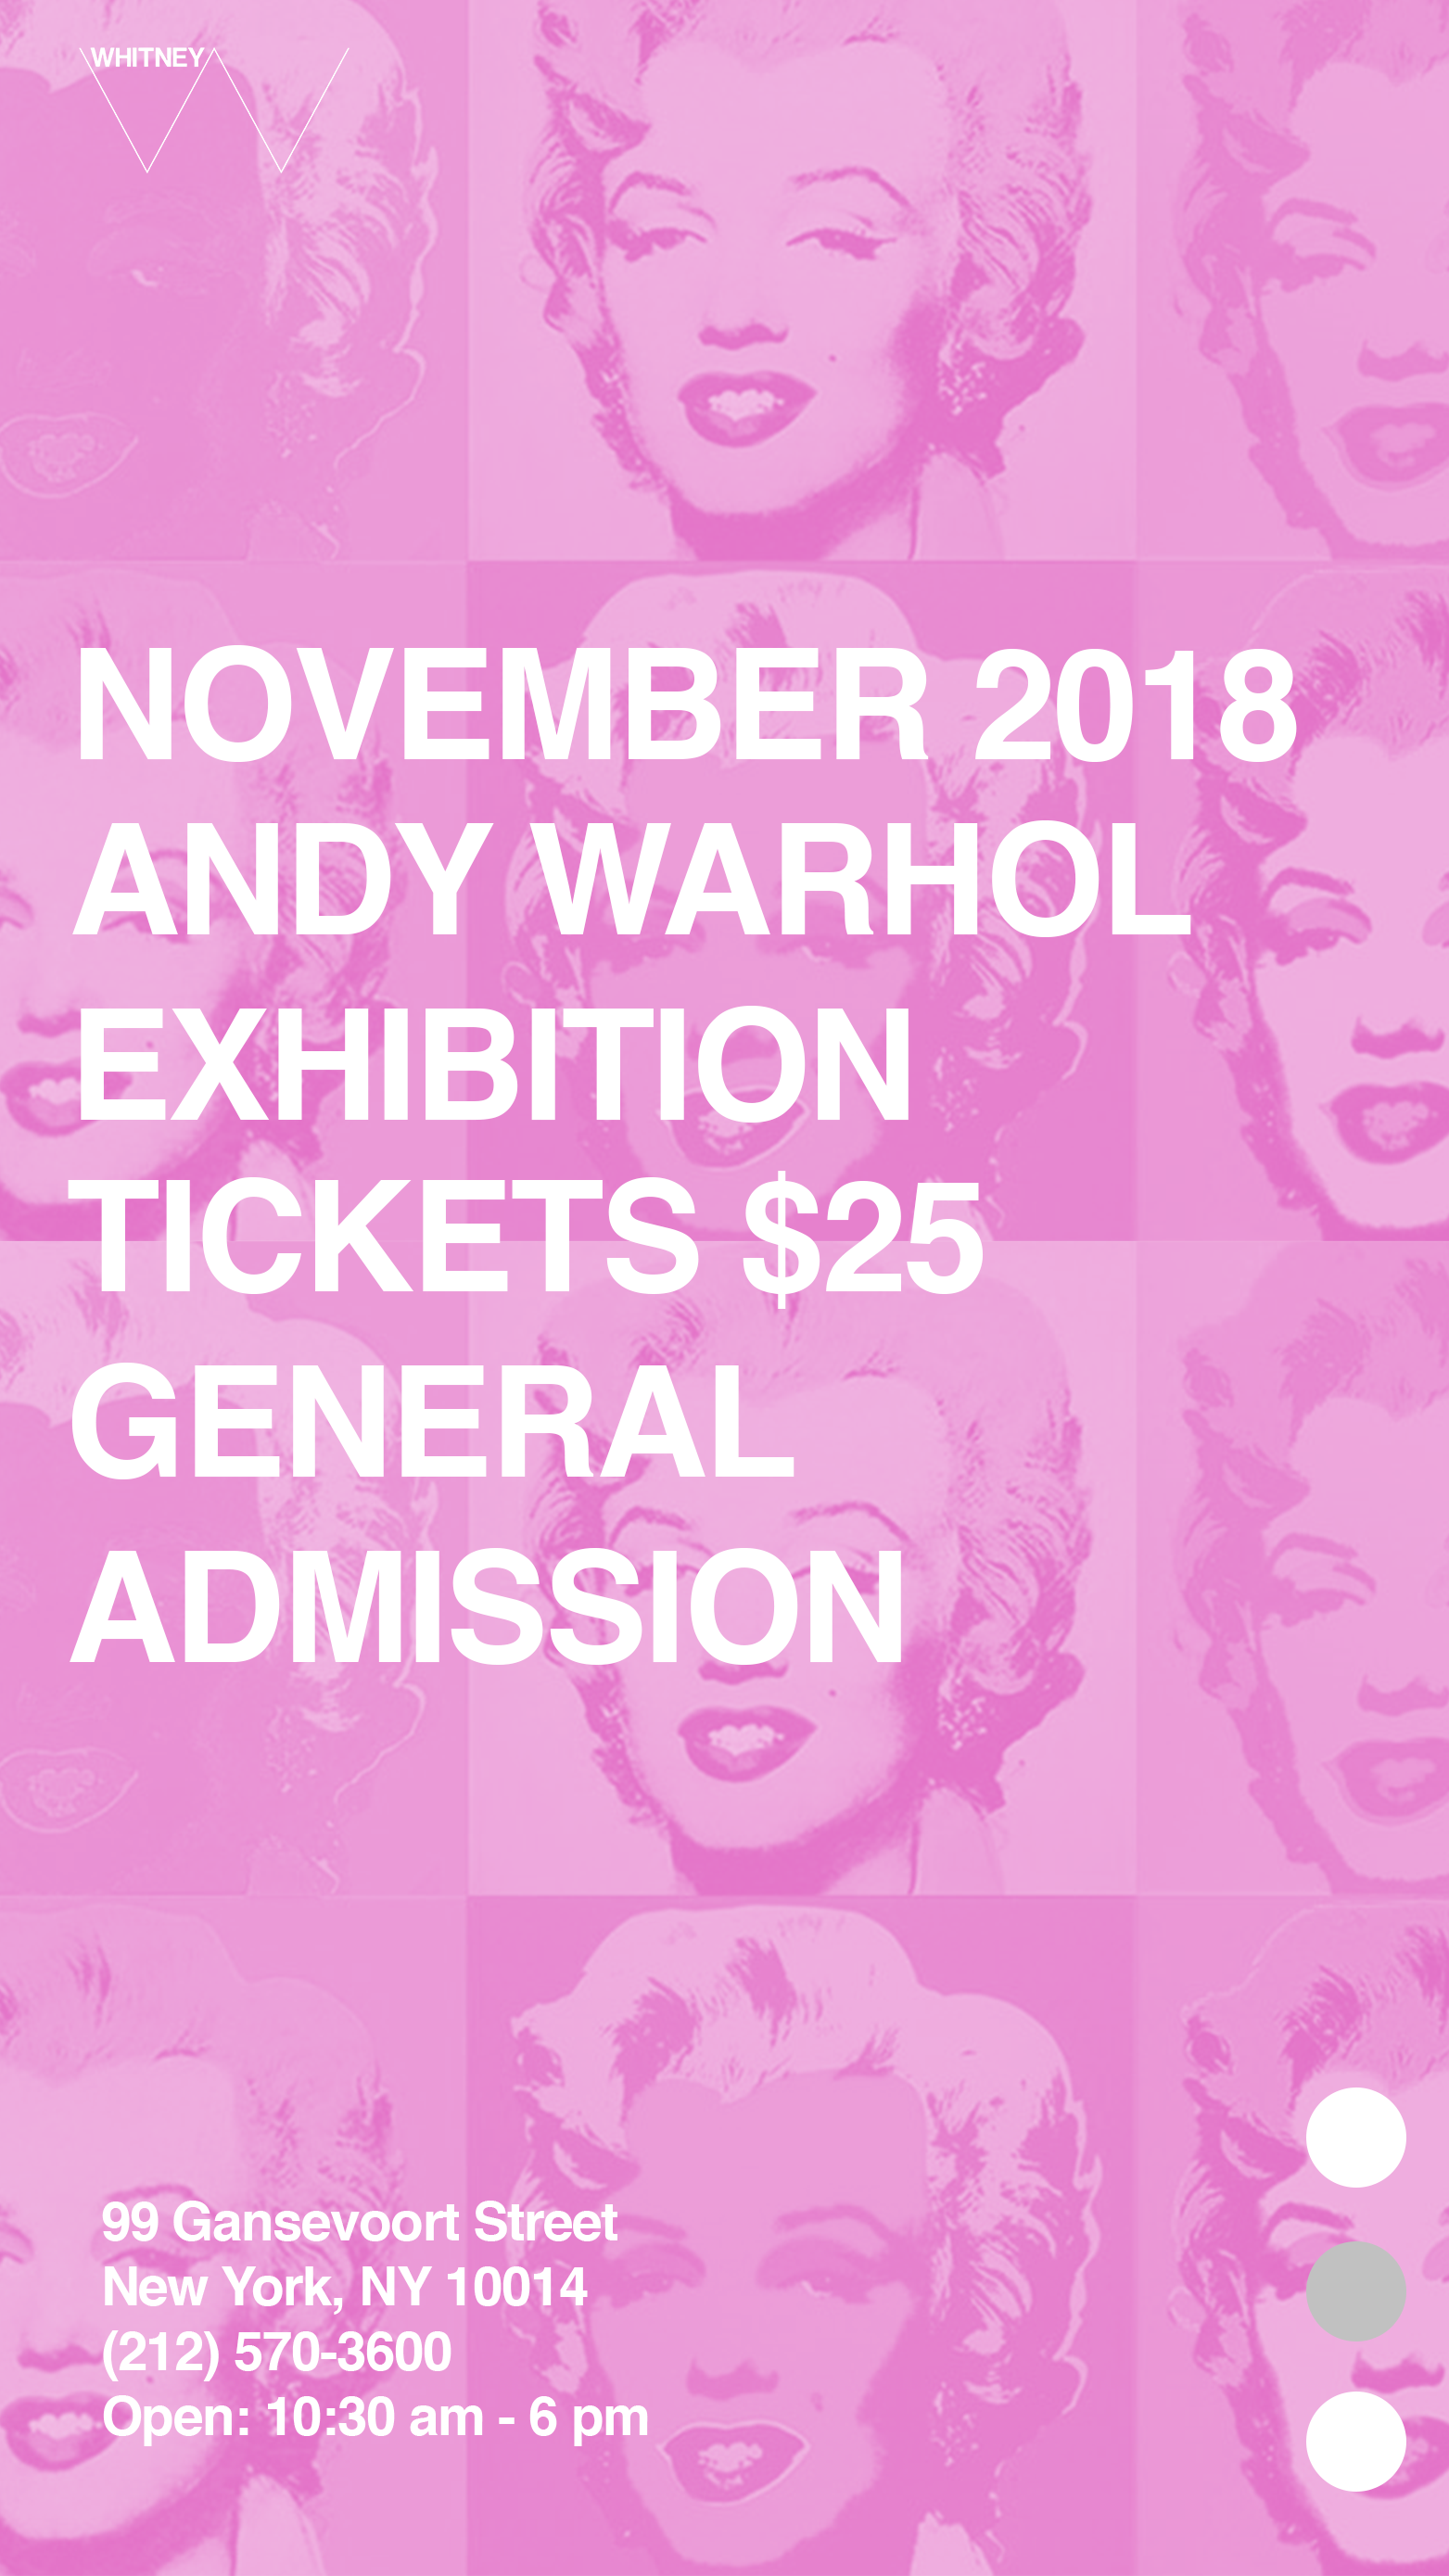 WHITNEY
NOVEMBER 2018
ANDY WARHOL
EXHIBITION
TICKETS $25
GENERAL
ADMISSION
99 Gansevoort Street
New York, NY 10014
(212) 570-3600
Open: 10:30 am - 6 pm